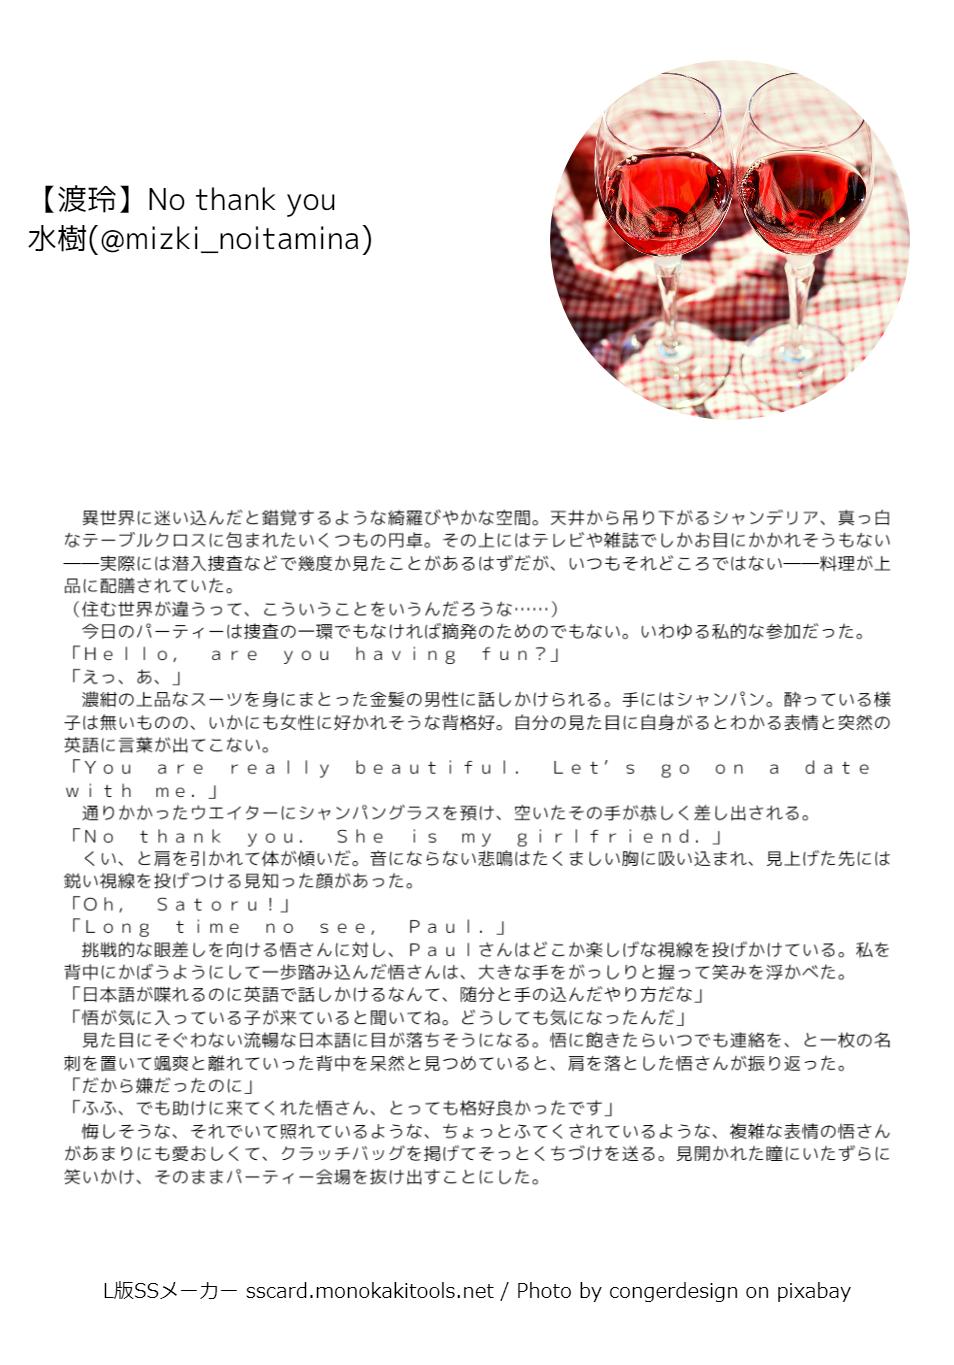 【渡玲】No thank you
水樹(@mizki_noitamina)
　異世界に迷い込んだと錯覚するような綺羅びやかな空間。天井から吊り下がるシャンデリア、真っ白
なテーブルクロスに包まれたいくつもの円卓。その上にはテレビや雑誌でしかお目にかかれそうもない
――実際には潜入捜査などで幾度か見たことがあるはずだが、いつもそれどころではない――料理が上
品に配膳されていた。
（住む世界が違うって、こういうことをいうんだろうな……）
　今日のパーティーは捜査の一環でもなければ摘発のためのでもない。いわゆる私的な参加だった。
「Ｈｅｌｌｏ，　ａｒｅ　ｙｏｕ　ｈａｖｉｎｇ　ｆｕｎ？」
「えっ、あ、」
　濃紺の上品なスーツを身にまとった金髪の男性に話しかけられる。手にはシャンパン。酔っている様
子は無いものの、いかにも女性に好かれそうな背格好。自分の見た目に自身がるとわかる表情と突然の
英語に言葉が出てこない。
「Ｙｏｕ　ａｒｅ　ｒｅａｌｌｙ　ｂｅａｕｔｉｆｕｌ．　Ｌｅｔ’ｓ　ｇｏ　ｏｎ　ａ　ｄａｔｅ
ｗｉｔｈ　ｍｅ．」
　通りかかったウエイターにシャンパングラスを預け、空いたその手が恭しく差し出される。
「Ｎｏ　ｔｈａｎｋ　ｙｏｕ．　Ｓｈｅ　ｉｓ　ｍｙ　ｇｉｒｌｆｒｉｅｎｄ．」
　くい、と肩を引かれて体が傾いだ。音にならない悲鳴はたくましい胸に吸い込まれ、見上げた先には
鋭い視線を投げつける見知った顔があった。
「Ｏｈ，　Ｓａｔｏｒｕ！」
「Ｌｏｎｇ　ｔｉｍｅ　ｎｏ　ｓｅｅ，　Ｐａｕｌ．」
　挑戦的な眼差しを向ける悟さんに対し、Ｐａｕｌさんはどこか楽しげな視線を投げかけている。私を
背中にかばうようにして一歩踏み込んだ悟さんは、大きな手をがっしりと握って笑みを浮かべた。
「日本語が喋れるのに英語で話しかけるなんて、随分と手の込んだやり方だな」
「悟が気に入っている子が来ていると聞いてね。どうしても気になったんだ」
　見た目にそぐわない流暢な日本語に目が落ちそうになる。悟に飽きたらいつでも連絡を、と一枚の名
刺を置いて颯爽と離れていった背中を呆然と見つめていると、肩を落とした悟さんが振り返った。
「だから嫌だったのに」
「ふふ、でも助けに来てくれた悟さん、とっても格好良かったです」
　悔しそうな、それでいて照れているような、ちょっとふてくされているような、複雑な表情の悟さん
があまりにも愛おしくて、クラッチバッグを掲げてそっとくちづけを送る。見開かれた瞳にいたずらに
笑いかけ、そのままパーティー会場を抜け出すことにした。
L版SSメーカー sscard.monokakitools.net / Photo by congerdesign on pixabay